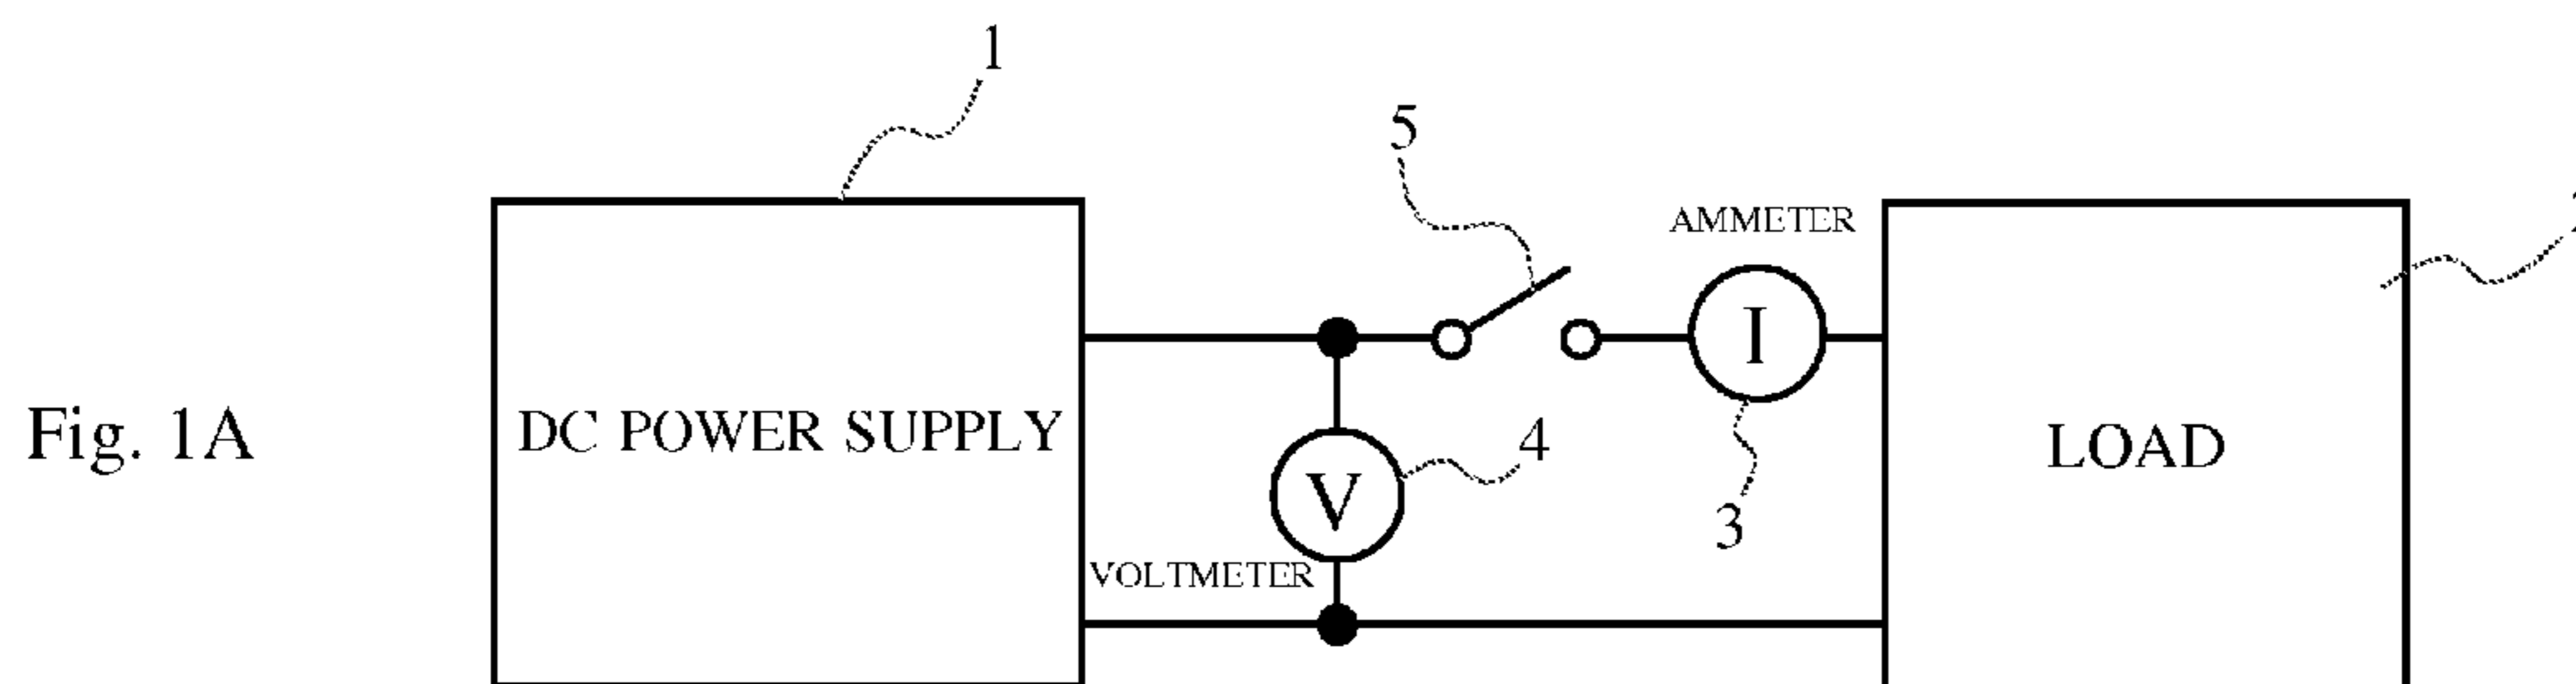 1
5
AMMETER
I
Fig. 1A
DC POWER SUPPLY
4
LOAD
V
3
VOLTMETER